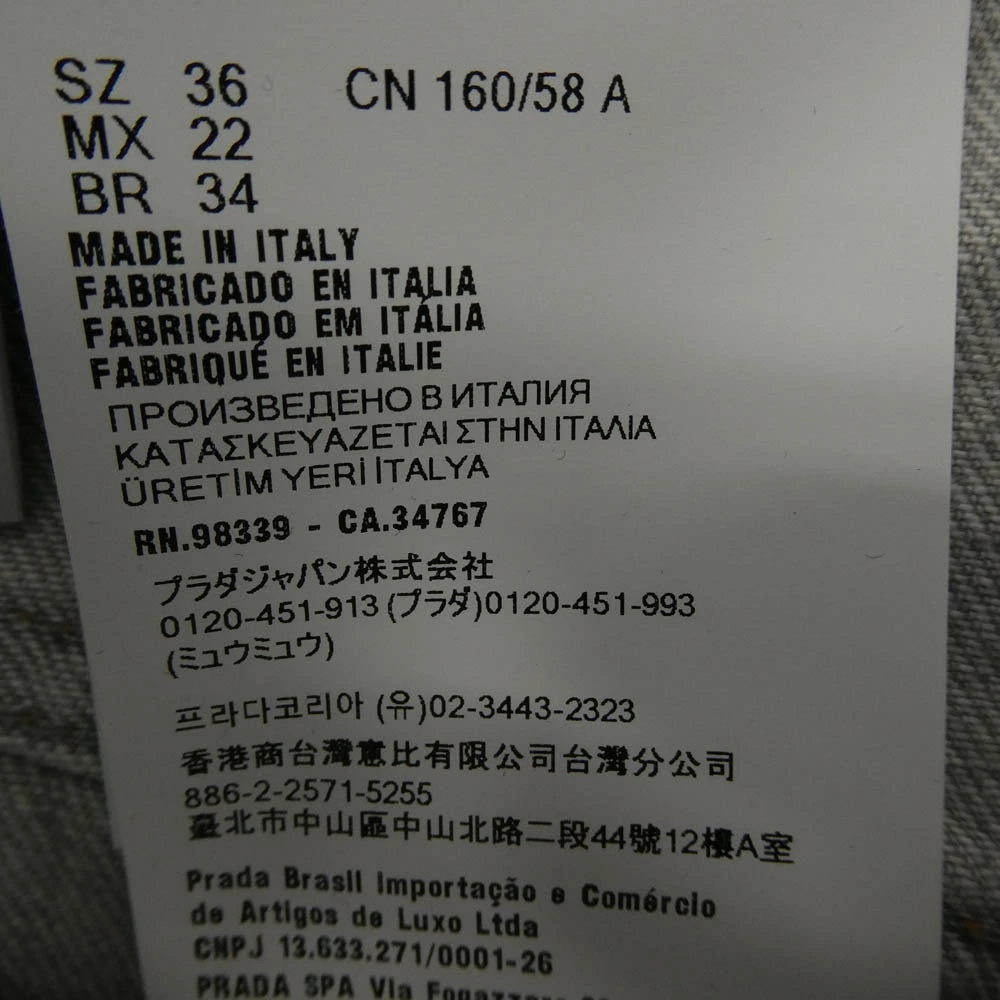 SZ 36 CN 160/58 A
MX 22
BR 34
MADE IN ITALY
FABRICADO EN ITALIA
FABRICADO EM ITÁLIA
FABRIQUÉ EN ITALIE
ПРОИЗВЕДЕНО В ИТАЛИЯ
ΚΑΤΑΣΚΕΥΑΖΕΤΑΙ ΣΤΗΝ ΙΤΑΛΙΑ
ÜRETİM YERİ İTALYA
RN.98339 - CA.34767
プラダジャパン株式会社
0120-451-913 (プラダ)0120-451-993
(ミュウミュウ)
프라다코리아 (유)02-3443-2323
香港商台灣惠比有限公司台灣分公司
886-2-2571-5255
臺北市中山區中山北路二段44號12樓A室
Prada Brasil Importação e Comércio
de Artigos de Luxo Ltda
CNPJ 13.633.271/0001-26
PRADA SPA Via